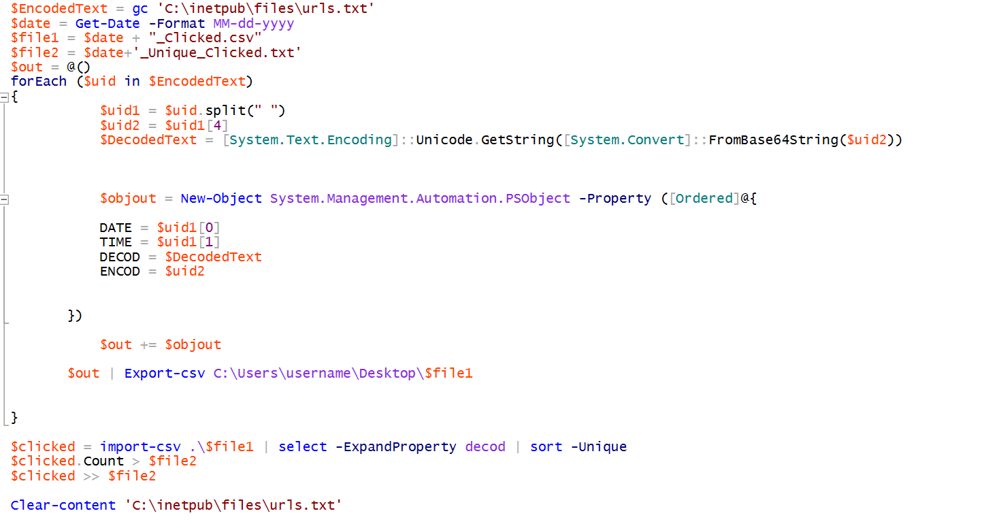 $EncodedText = gc 'C:\inetpub\files\urls.txt'
$date = Get-Date -Format MM-dd-yyyy
$file1 = $date + "_Clicked.csv"
$file2 = $date+'_Unique_Clicked.txt'
$out = @()
forEach ($uid in $EncodedText)
{
$uid1 = $uid.split(" ")
$uid2 = $uid1[4]
$DecodedText = [System.Text.Encoding]::Unicode.GetString([System.Convert]::FromBase64String($uid2))
$objout = New-Object System.Management.Automation.PSObject -Property ([Ordered]@{
DATE = $uid1[0]
TIME = $uid1[1]
DECOD = $DecodedText
ENCOD = $uid2
})
$out += $objout
$out | Export-csv C:\Users\username\Desktop\$file1
}
$clicked = import-csv .\$file1 | select -ExpandProperty decod | sort -Unique
$clicked.Count > $file2
$clicked >> $file2
Clear-content 'C:\inetpub\files\urls.txt'